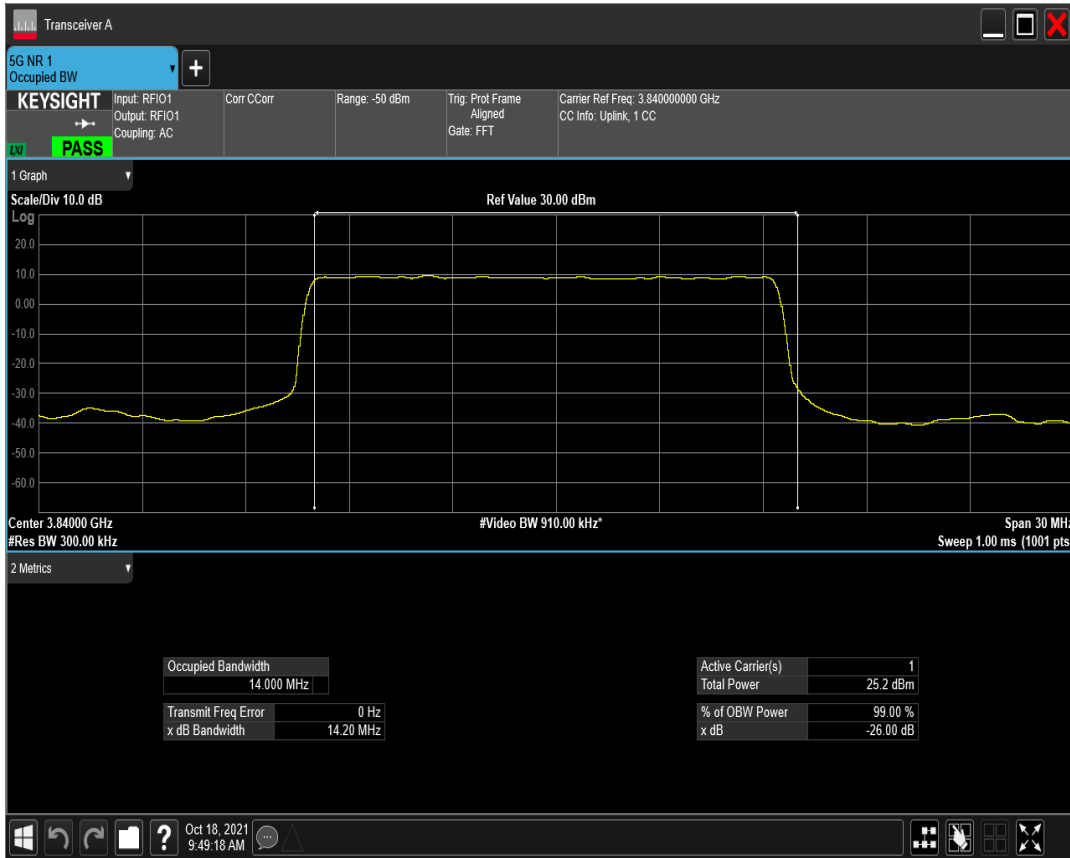 Transceiver A
5G NR 1
Occupied BW
KEYSIGHT
LXI
PASS
Input: RFIO1
Output: RFIO1
Coupling: AC
Corr CCorr
Range: -50 dBm
Trig: Prot Frame
Aligned
Gate: FFT
Carrier Ref Freq: 3.840000000 GHz
CC Info: Uplink, 1 CC
1 Graph
Scale/Div 10.0 dB
Ref Value 30.00 dBm
Log
20.0
10.0
0.00
-10.0
-20.0
-30.0
-40.0
-50.0
-60.0
Center 3.84000 GHz
#Video BW 910.00 kHz*
Span 30 MHz
#Res BW 300.00 kHz
Sweep 1.00 ms (1001 pts
2 Metrics
Occupied Bandwidth
14.000 MHz
Transmit Freq Error 0 Hz
x dB Bandwidth 14.20 MHz
Active Carrier(s) 1
Total Power 25.2 dBm
% of OBW Power 99.00 %
x dB -26.00 dB
?
Oct 18, 2021
9:49:18 AM